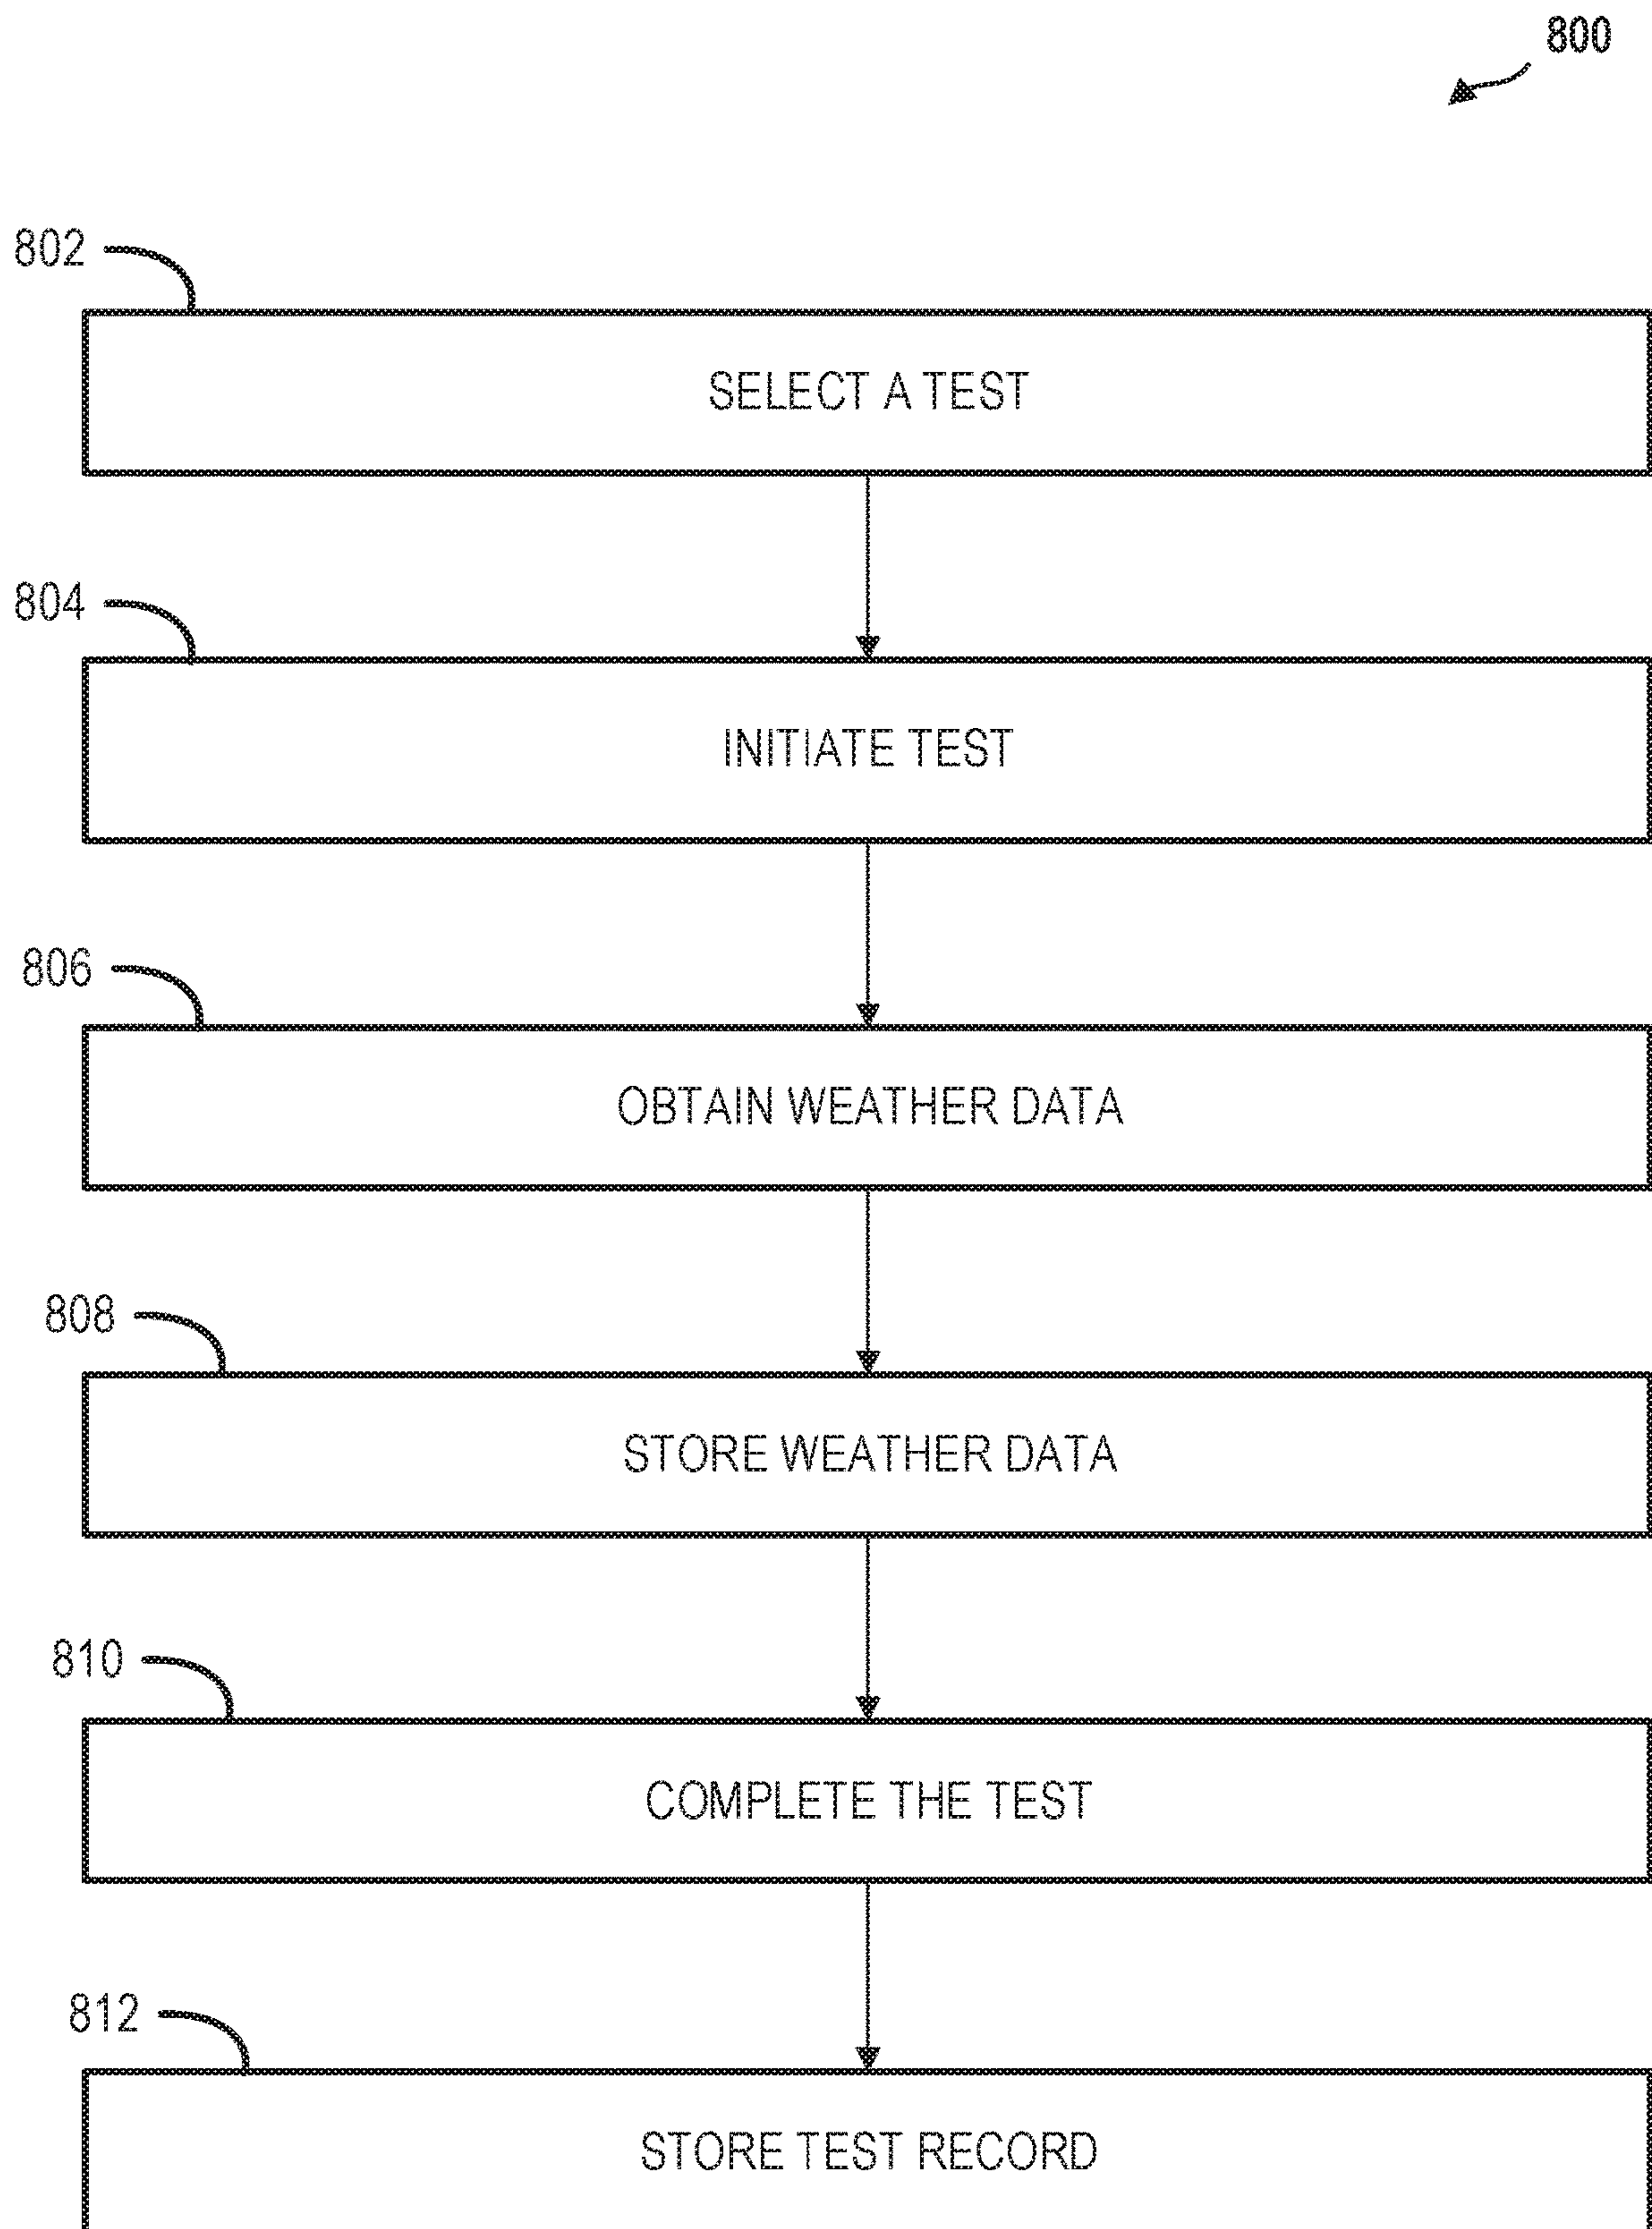 800
802
SELECT A TEST
804
INITIATE TEST
806
OBTAIN WEATHER DATA
808
STORE WEATHER DATA
810
COMPLETE THE TEST
812
STORE TEST RECORD